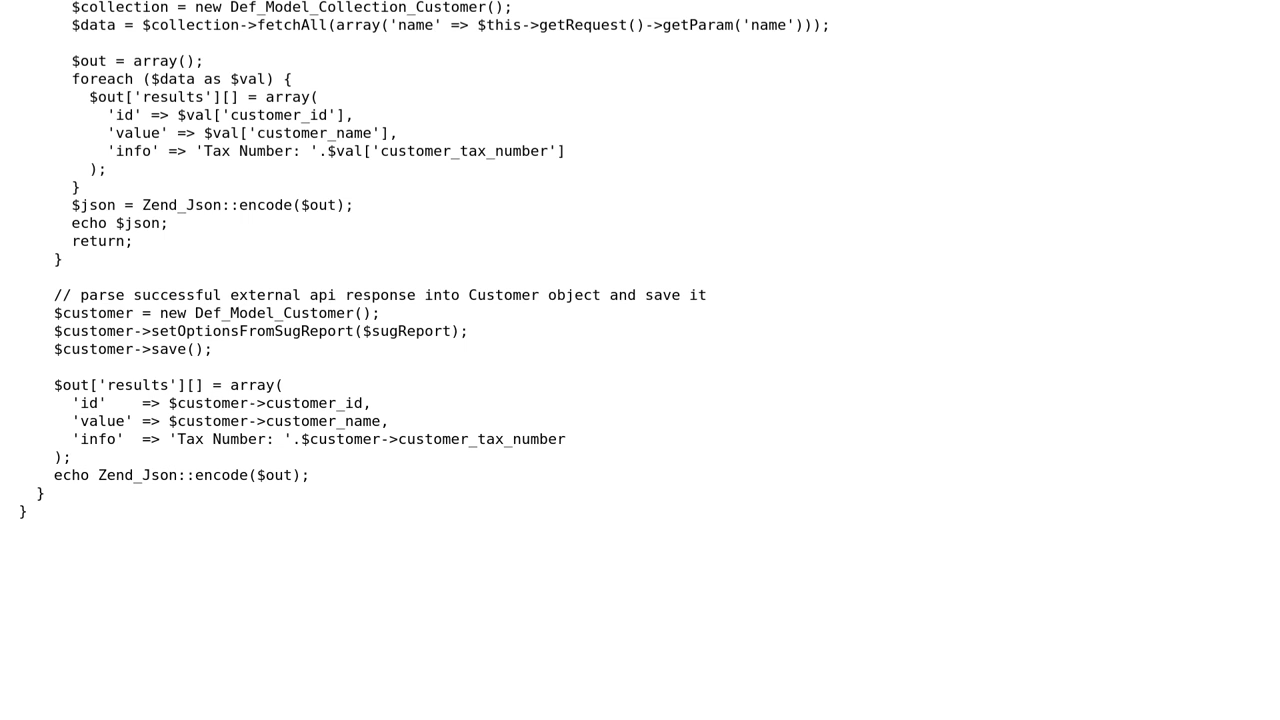 $collection = new Def_Model_Collection_Customer();
      $data = $collection->fetchAll(array('name' => $this->getRequest()->getParam('name')));

      $out = array();
      foreach ($data as $val) {
        $out['results'][] = array(
          'id' => $val['customer_id'],
          'value' => $val['customer_name'],
          'info' => 'Tax Number: '.$val['customer_tax_number']
        );
      }
      $json = Zend_Json::encode($out);
      echo $json;
      return;
    }

    // parse successful external api response into Customer object and save it
    $customer = new Def_Model_Customer();
    $customer->setOptionsFromSugReport($sugReport);
    $customer->save();

    $out['results'][] = array(
      'id'    => $customer->customer_id,
      'value' => $customer->customer_name,
      'info'  => 'Tax Number: '.$customer->customer_tax_number
    );
    echo Zend_Json::encode($out);
  }
}